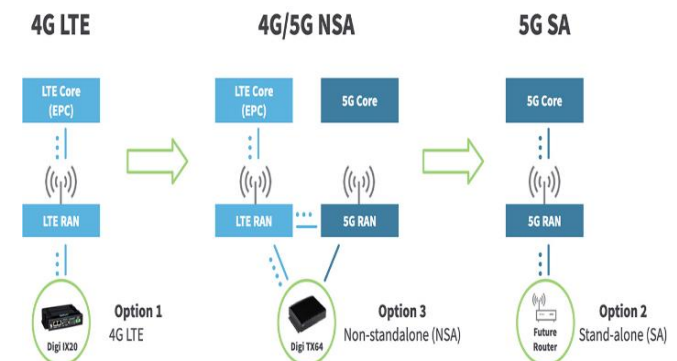 4G LTE
4G/5G NSA
5G SA
LTE Core
(EPC)
LTE Core
(EPC)
5G Core
5G Core
LTE RAN
LTE RAN
5G RAN
5G RAN
Digi IX20
Option 1
4G LTE
Digi TX64
Option 3
Non-standalone (NSA)
Future
Router
Option 2
Stand-alone (SA)